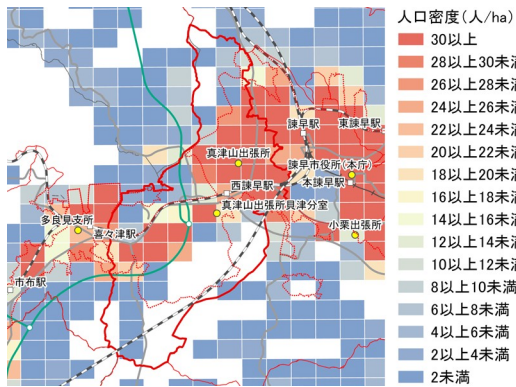 人口密度(人/ha)
30以上
28以上30未満
26以上28未満
24以上26未満
22以上24未満
20以上22未満
18以上20未満
16以上18未満
14以上16未満
12以上14未満
10以上12未満
8以上10未満
6以上8未満
4以上6未満
2以上4未満
2未満
諫早駅
東諫早駅
真津山出張所
諫早市役所(本庁)
西諫早駅
本諫早駅
真津山出張所貝津分室
多良見支所
小栗出張所
喜々津駅
市布駅